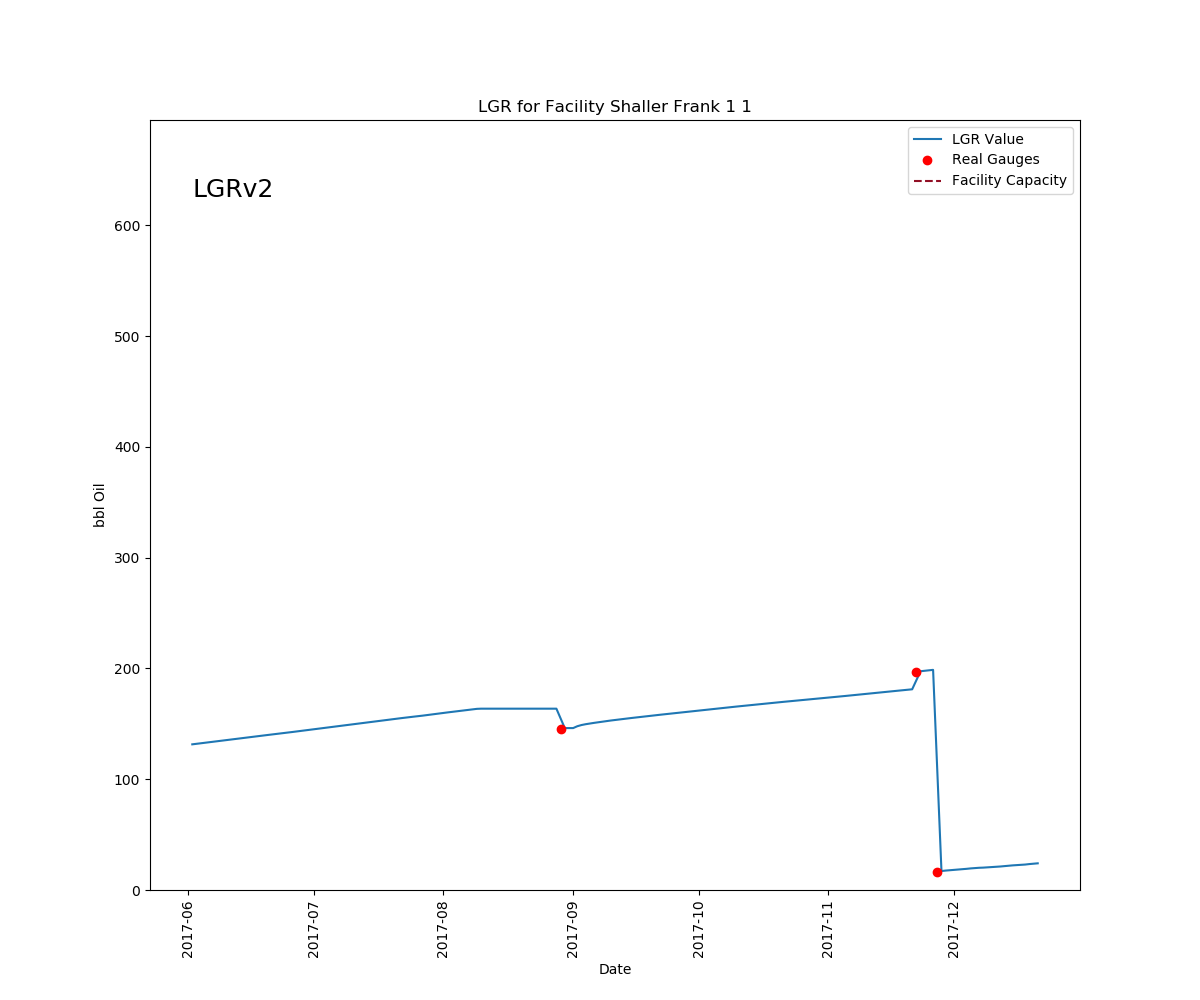 LGR for Facility Shaller Frank 1 1
LGRv2
LGR Value
Real Gauges
Facility Capacity
600
500
400
300
200
100
0
bbl Oil
2017-06
2017-07
2017-08
2017-09
2017-10
2017-11
2017-12
Date